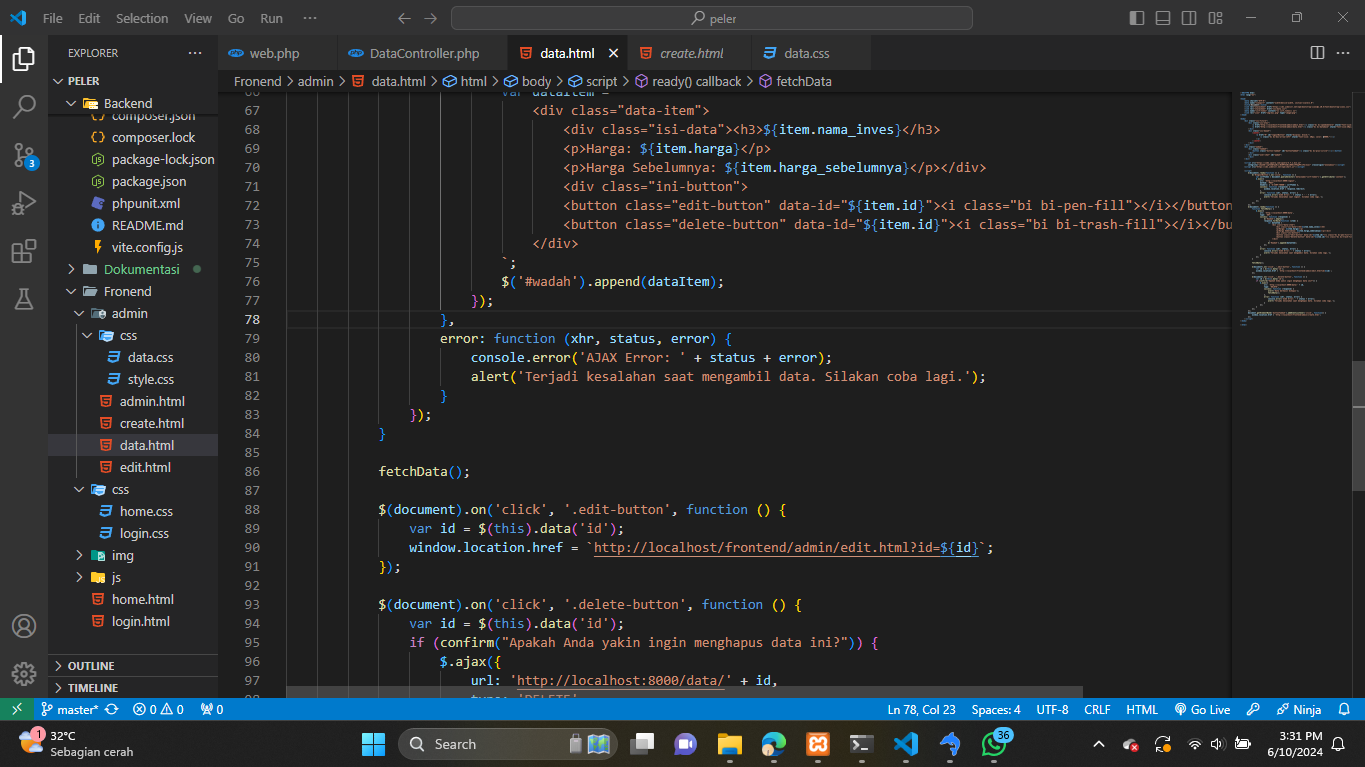 File Edit Selection View Go Run ··· peler
EXPLORER ···
web.php DataController.php data.html create.html data.css
PELER
Fronend > admin > data.html > html > body > script > ready() callback > fetchData
Backend
composer.json
composer.lock
package-lock.json
package.json
phpunit.xml
README.md
vite.config.js
Dokumentasi
Fronend
admin
css
data.css
style.css
admin.html
create.html
data.html
edit.html
css
home.css
login.css
img
js
home.html
login.html
OUTLINE
TIMELINE
3
66 var dataItem = `
67 <div class="data-item">
68 <div class="isi-data"><h3>${item.nama_inves}</h3>
69 <p>Harga: ${item.harga}</p>
70 <p>Harga Sebelumnya: ${item.harga_sebelumnya}</p></div>
71 <div class="ini-button">
72 <button class="edit-button" data-id="${item.id}"><i class="bi bi-pen-fill"></i></button
73 <button class="delete-button" data-id="${item.id}"><i class="bi bi-trash-fill"></i></bu
74 </div>
75 `;
76 $('#wadah').append(dataItem);
77 });
78 },
79 error: function (xhr, status, error) {
80 console.error('AJAX Error: ' + status + error);
81 alert('Terjadi kesalahan saat mengambil data. Silakan coba lagi.');
82 }
83 });
84 }
85
86 fetchData();
87
88 $(document).on('click', '.edit-button', function () {
89 var id = $(this).data('id');
90 window.location.href = `http://localhost/frontend/admin/edit.html?id=${id}`;
91 });
92
93 $(document).on('click', '.delete-button', function () {
94 var id = $(this).data('id');
95 if (confirm("Apakah Anda yakin ingin menghapus data ini?")) {
96 $.ajax({
97 url: 'http://localhost:8000/data/' + id,
98 type: 'DELETE'
master* 0 0 0 Ln 78, Col 23 Spaces: 4 UTF-8 CRLF HTML Go Live Ninja
1 32°C
Sebagian cerah
Search
36
3:31 PM
6/10/2024